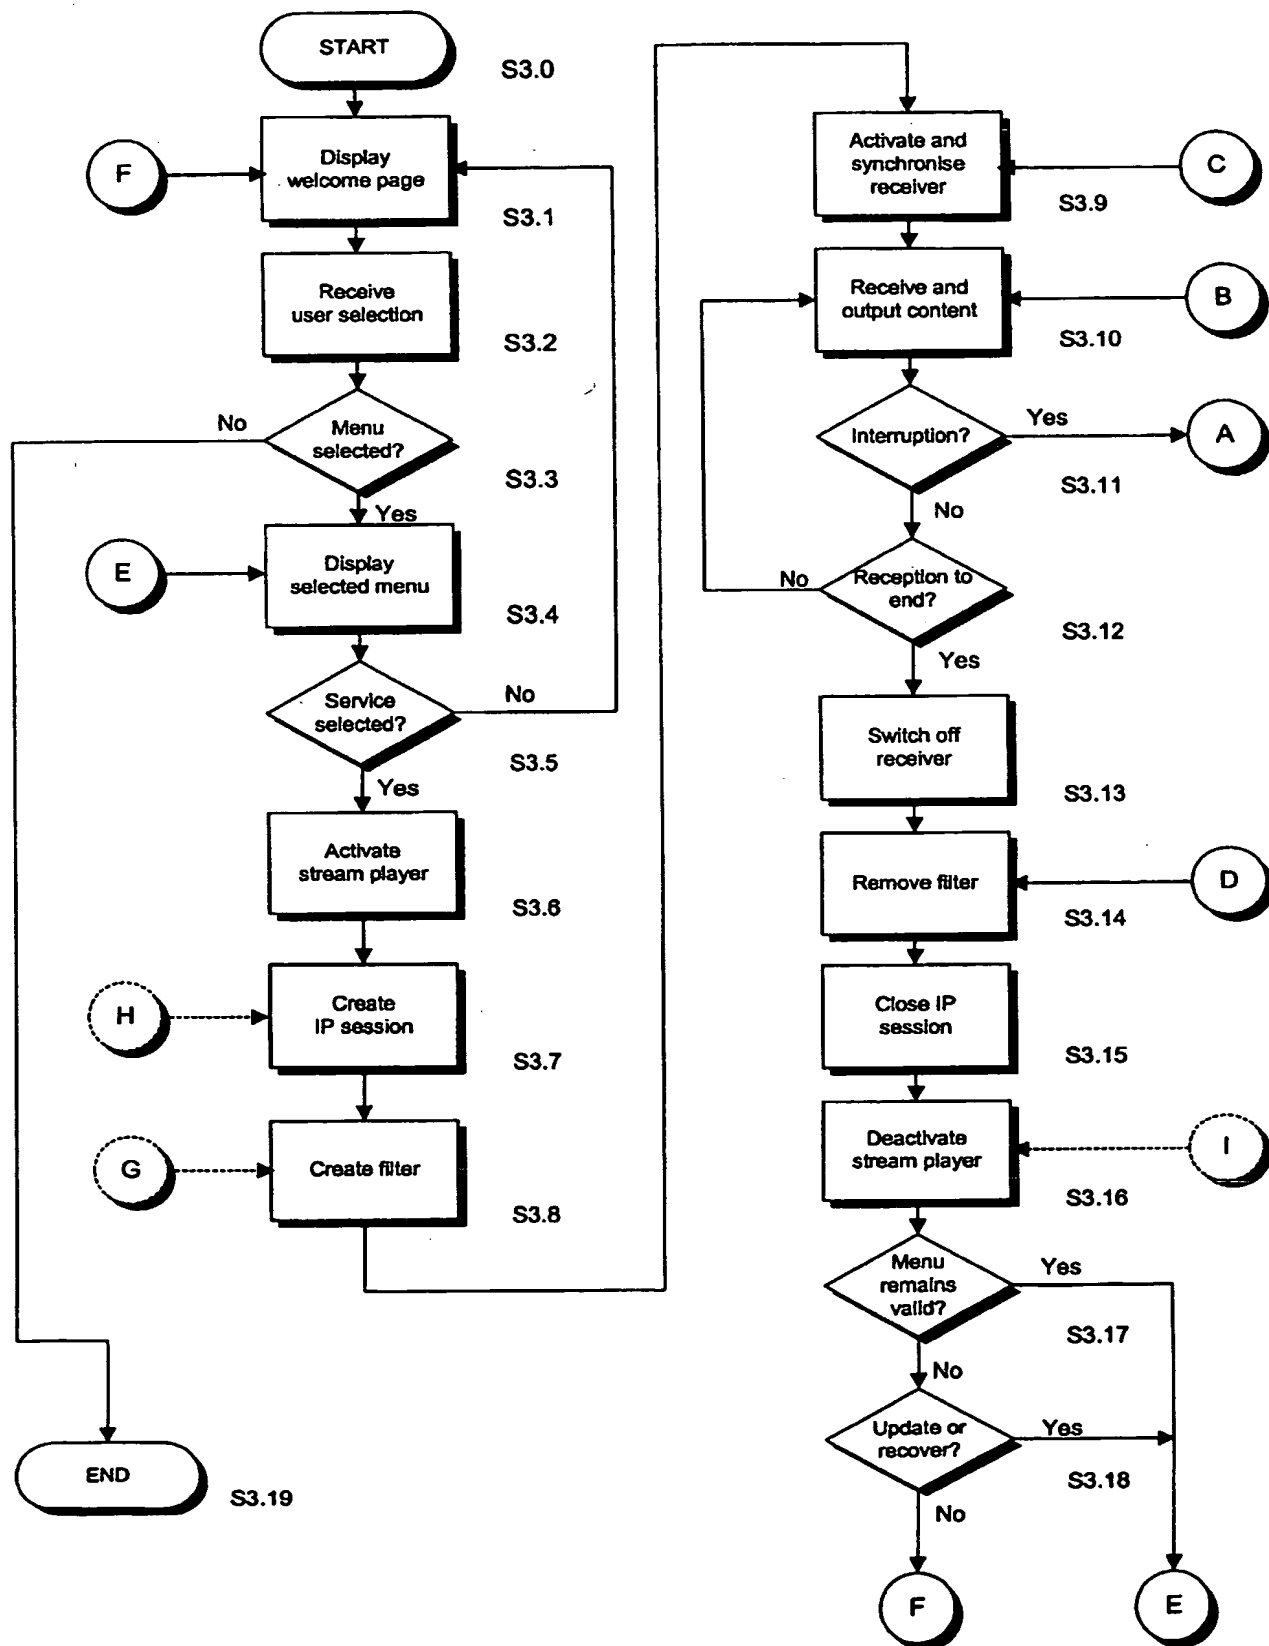 START
S3.0
F
Display
welcome page
S3.1
Receive
user selection
S3.2
No
Menu
selected?
S3.3
Yes
E
Display
selected menu
S3.4
Service
selected?
No
S3.5
Yes
Activate
stream player
S3.6
H
Create
IP session
S3.7
G
Create filter
S3.8
END
S3.19
Activate and
synchronise
receiver
C
S3.9
Receive and
output content
B
S3.10
Interruption?
Yes
A
S3.11
No
No
Reception to
end?
S3.12
Yes
Switch off
receiver
S3.13
Remove filter
D
S3.14
Close IP
session
S3.15
Deactivate
stream player
I
S3.16
Menu
remains
valid?
Yes
S3.17
No
Update or
recover?
Yes
S3.18
No
F
E